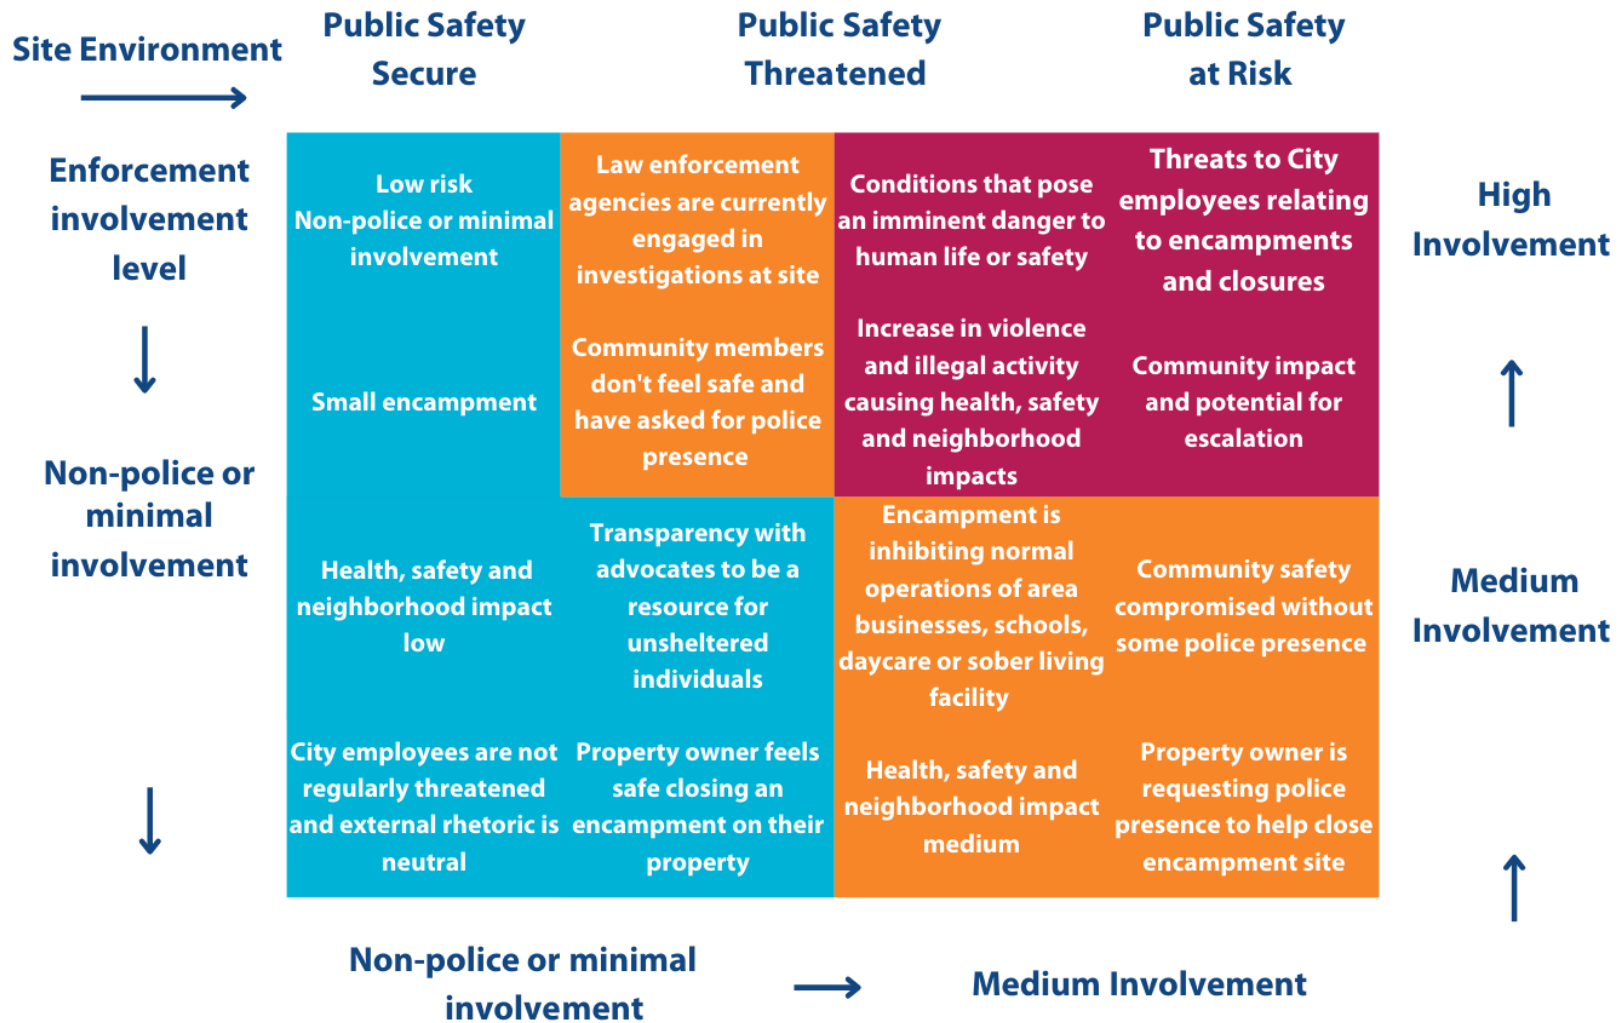 Site Environment
Public Safety
Secure
Public Safety
Threatened
Public Safety
at Risk
Enforcement
involvement
level
Non-police or
minimal
involvement
Low risk
Non-police or minimal
involvement
Law enforcement
agencies are currently
engaged in
investigations at site
Conditions that pose
an imminent danger to
human life or safety
Threats to City
employees relating
to encampments
and closures
High
Involvement
Small encampment
Community members
don't feel safe and
have asked for police
presence
Increase in violence
and illegal activity
causing health, safety
and neighborhood
impacts
Community impact
and potential for
escalation
Health, safety and
neighborhood impact
low
Transparency with
advocates to be a
resource for
unsheltered
individuals
Encampment is
inhibiting normal
operations of area
businesses, schools,
daycare or sober living
facility
Community safety
compromised without
some police presence
Medium
Involvement
City employees are not
regularly threatened
and external rhetoric is
neutral
Property owner feels
safe closing an
encampment on their
property
Health, safety and
neighborhood impact
medium
Property owner is
requesting police
presence to help close
encampment site
Non-police or minimal
involvement
Medium Involvement